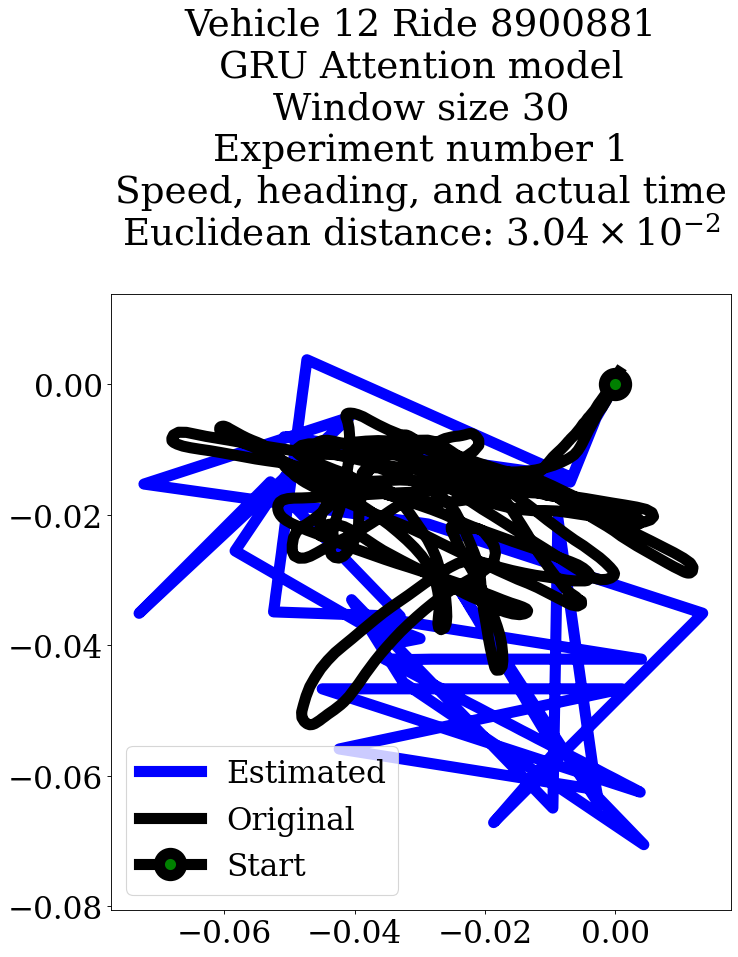 Vehicle 12 Ride 8900881
GRU Attention model
Window size 30
Experiment number 1
Speed, heading, and actual time
Euclidean distance: 3.04 × 10⁻²
0.00
−0.02
−0.04
−0.06
−0.08
Estimated
Original
Start
−0.06 −0.04 −0.02 0.00